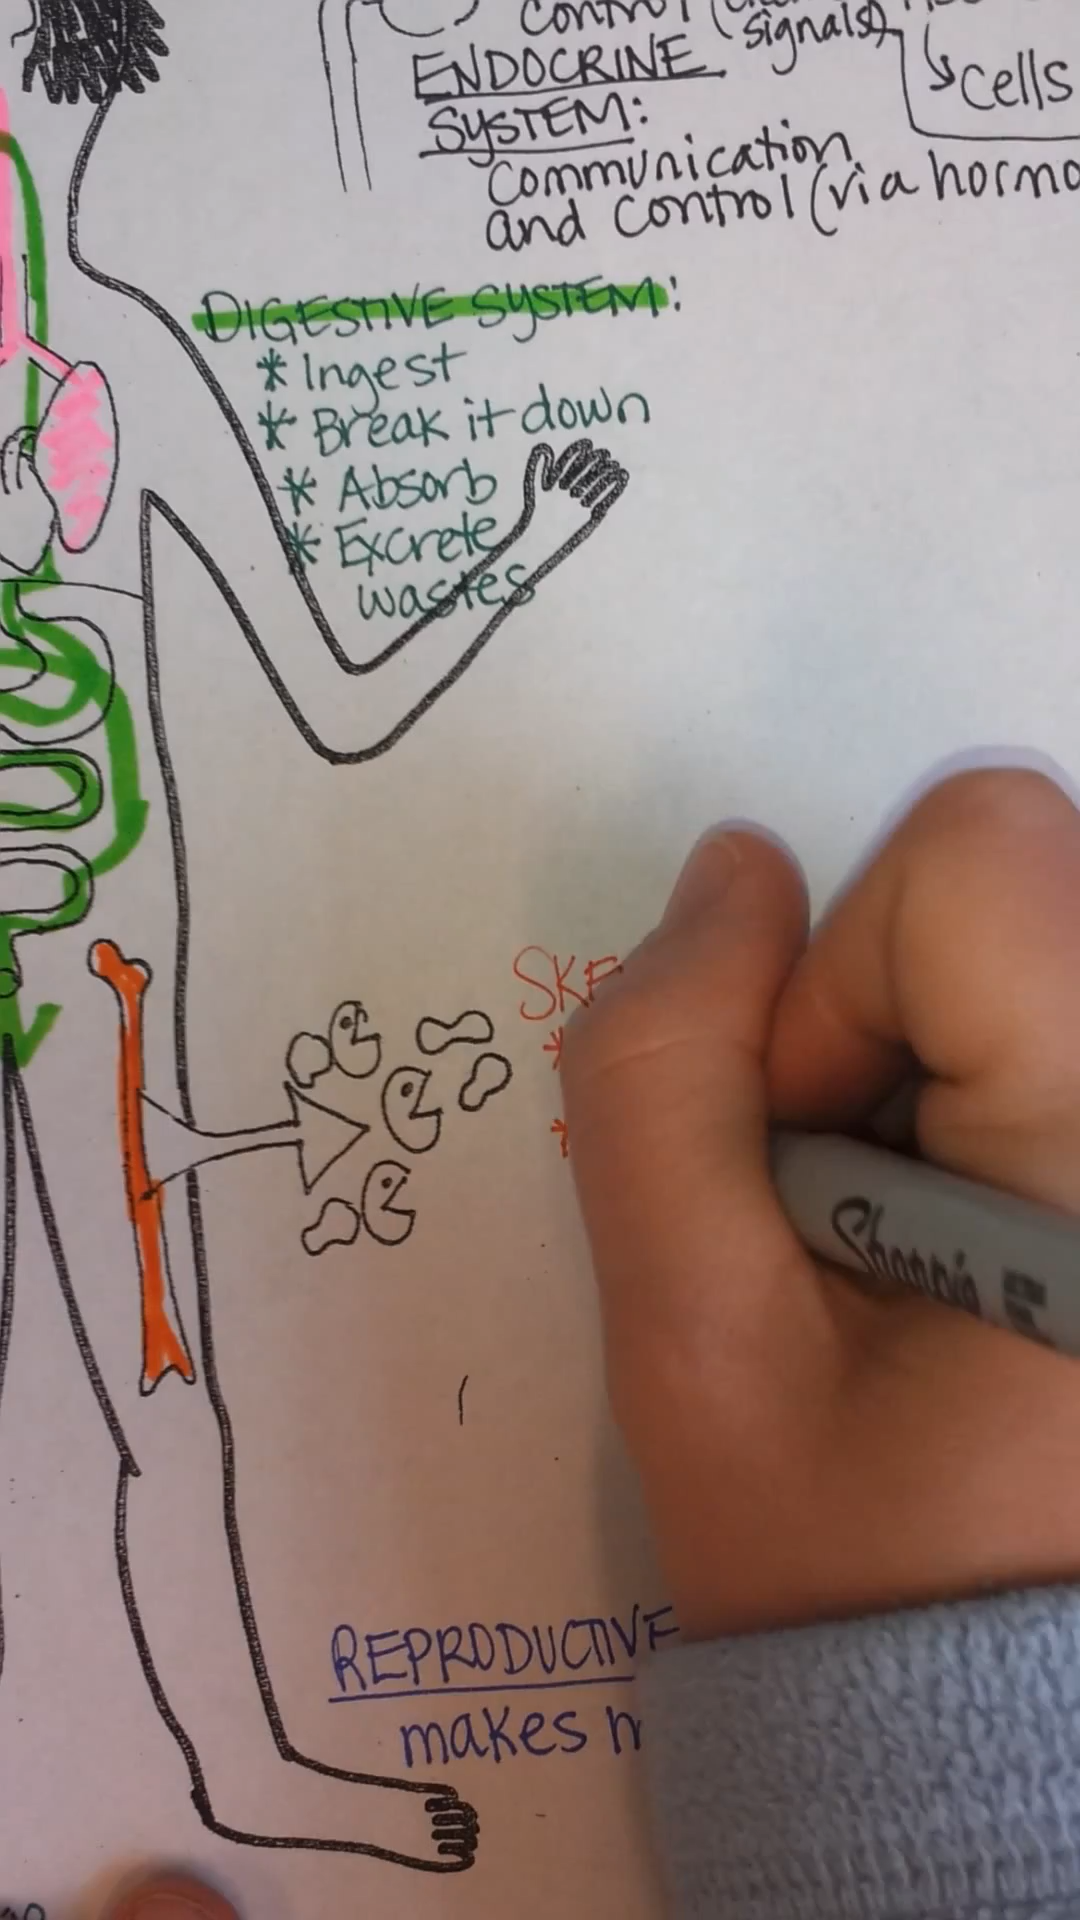 signals)
ENDOCRINE
cells
SYSTEM:
communication
and control (via
DIGESTIVE SYSTEM:
* Ingest
* Break it down
* Absorb
* Excrete
wastes
SKE
*
*
Sharpie
REPRODUCTIVE
makes